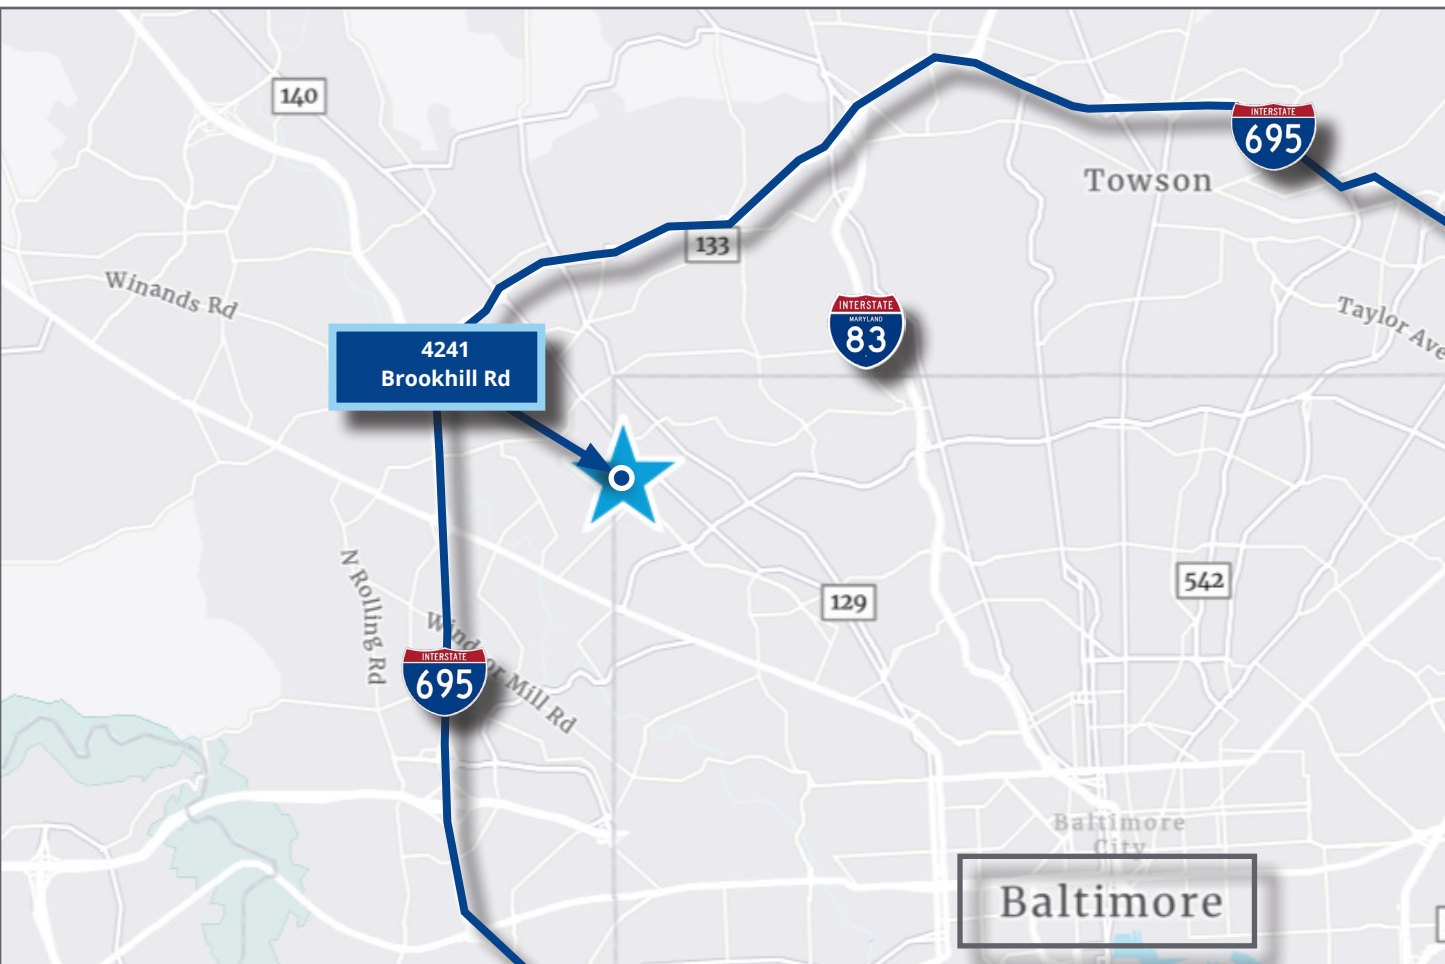 140
INTERSTATE
695
Towson
133
Winands Rd
INTERSTATE
MARYLAND
83
Taylor Ave
4241
Brookhill Rd
N Rolling Rd
542
129
Windsor Mill Rd
INTERSTATE
695
Baltimore
City
Baltimore